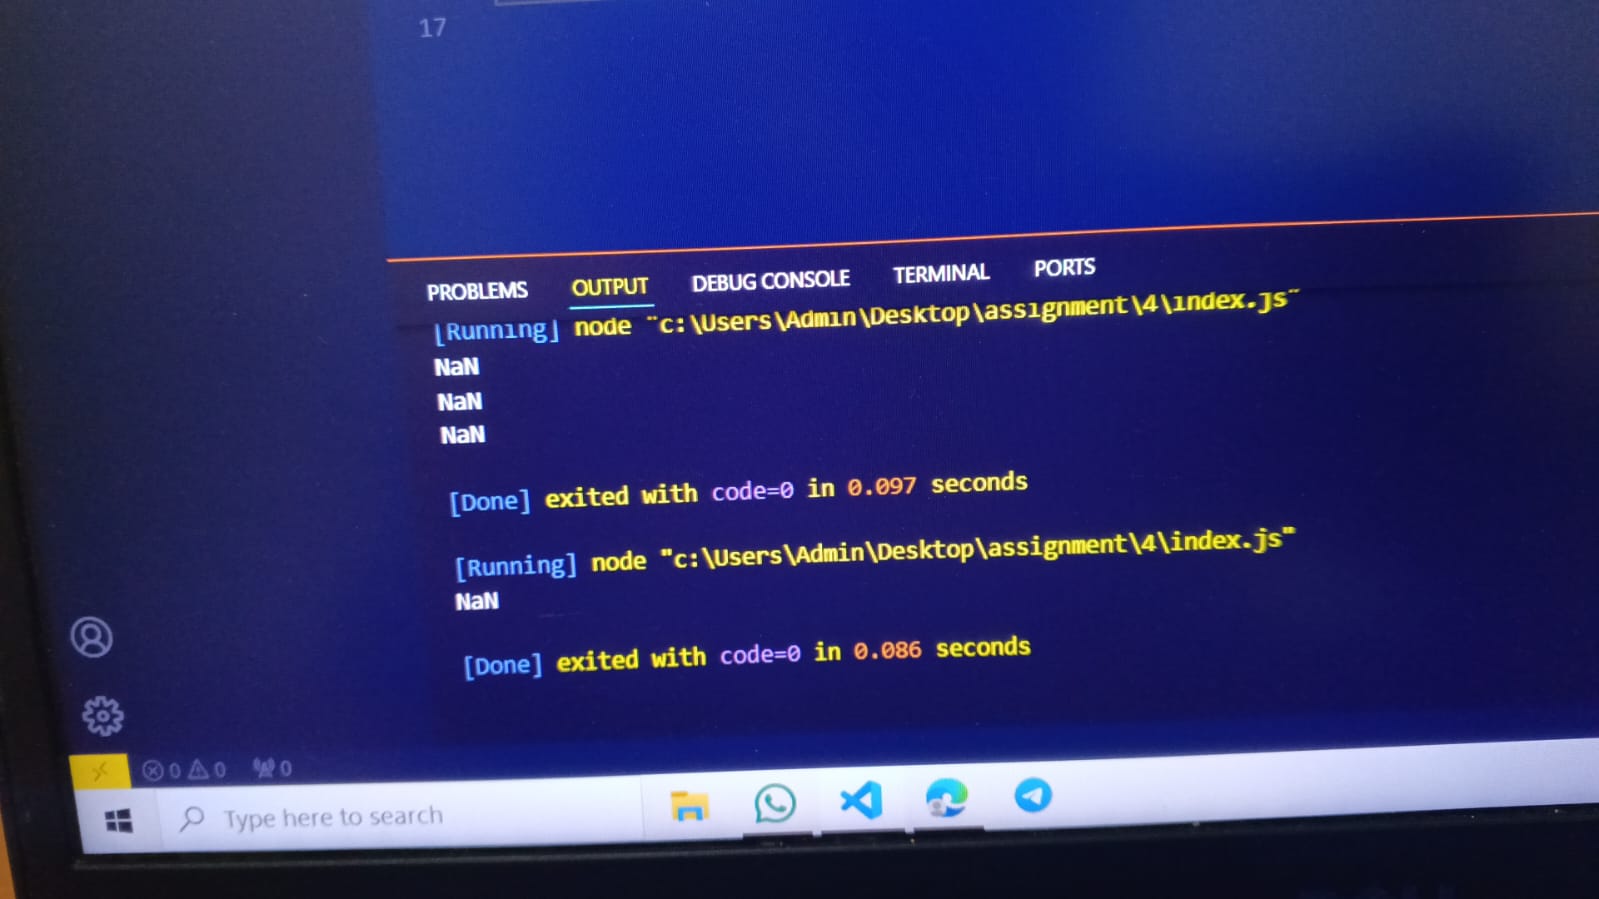 17
PROBLEMS OUTPUT DEBUG CONSOLE TERMINAL PORTS
[Running] node "c:\Users\Admin\Desktop\assignment\4\index.js"
NaN
NaN
NaN
[Done] exited with code=0 in 0.097 seconds
[Running] node "c:\Users\Admin\Desktop\assignment\4\index.js"
NaN
[Done] exited with code=0 in 0.086 seconds
0 0 0
Type here to search